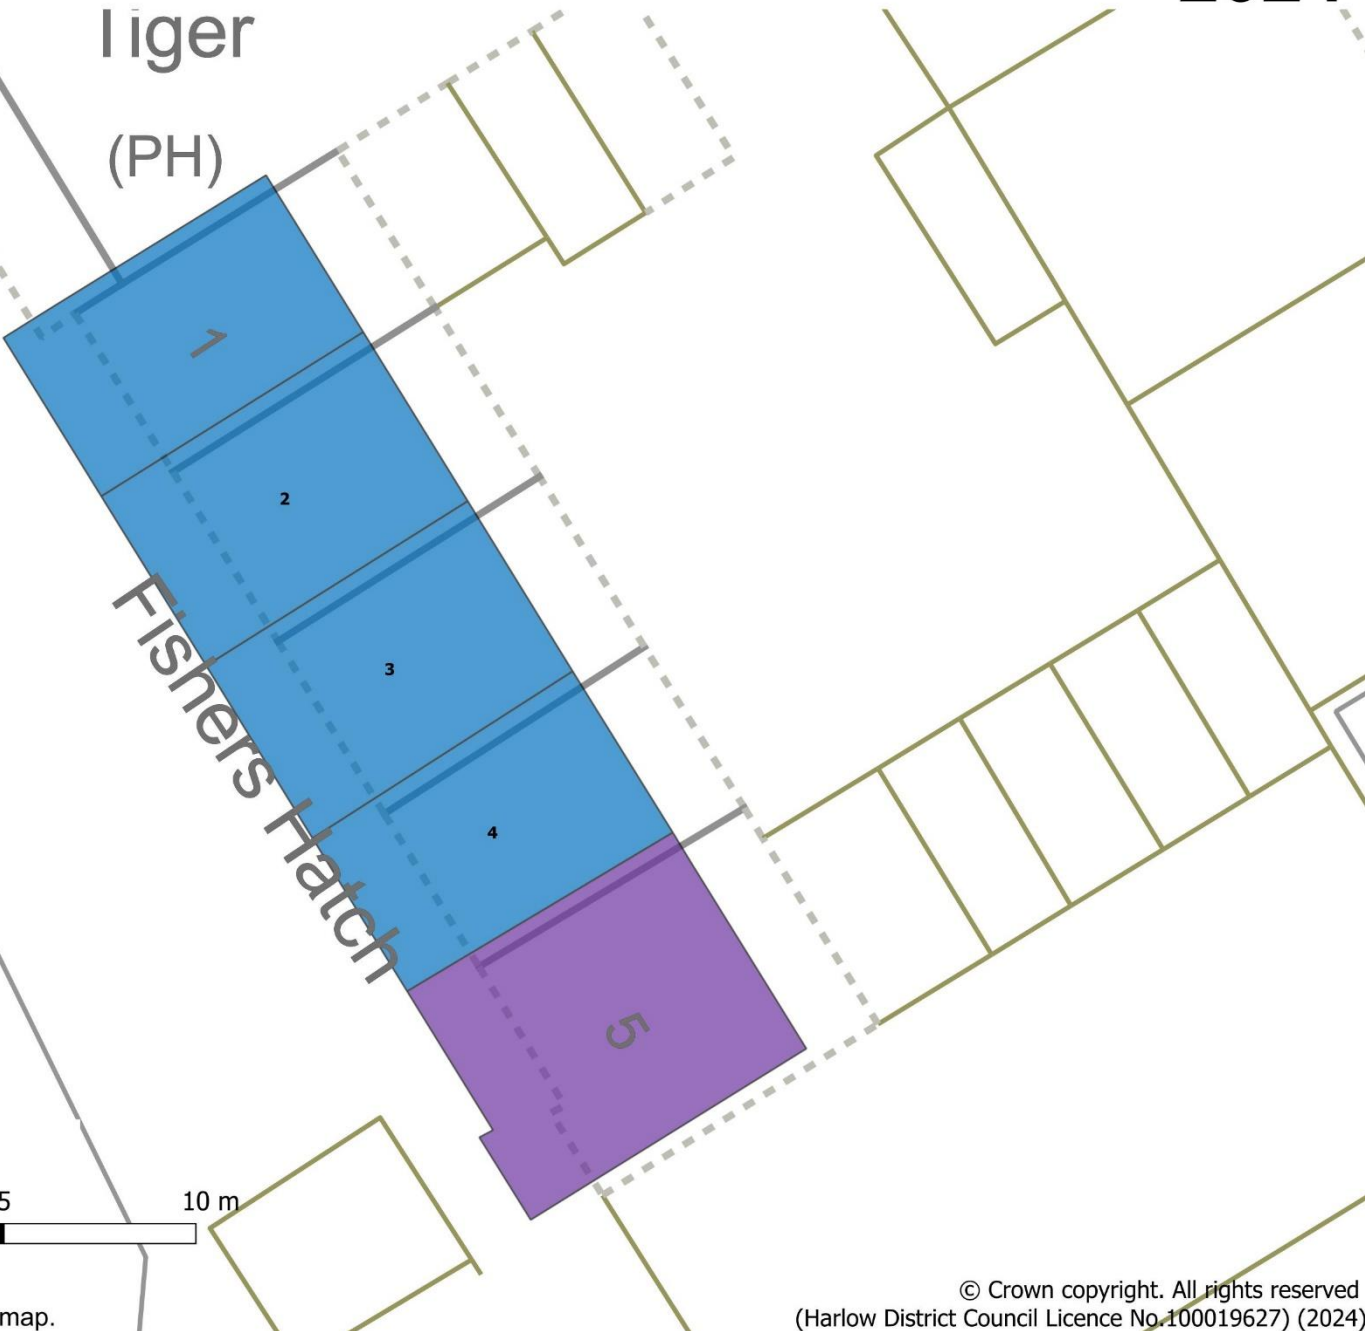 Tiger
(PH)
1
2
3
4
5
Fishers Hatch
5
10 m
map.
© Crown copyright. All rights reserved
(Harlow District Council Licence No.100019627) (2024)